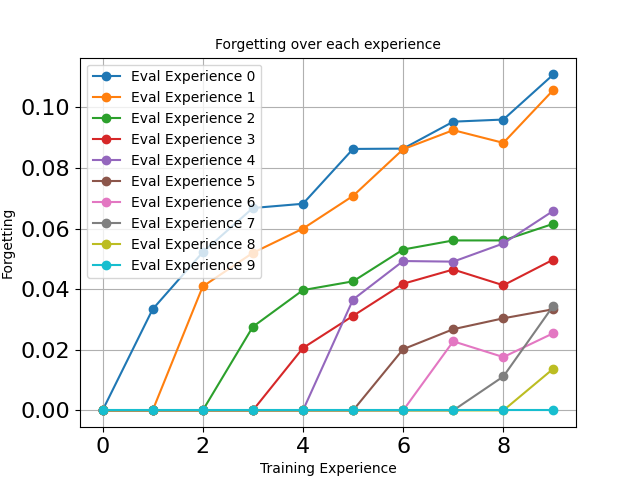 Forgetting over each experience
Eval Experience 0
Eval Experience 1
Eval Experience 2
Eval Experience 3
Eval Experience 4
Eval Experience 5
Eval Experience 6
Eval Experience 7
Eval Experience 8
Eval Experience 9
Forgetting
0.10
0.08
0.06
0.04
0.02
0.00
0 2 4 6 8
Training Experience